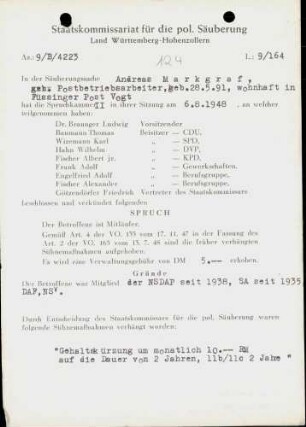 Staatskommissariat für die pol. Säuberung
Land Württemberg-Hohenzollern
Nr.: 9/B/4223
L.: 9/164
124
In der Säuberungssache Andreas Markgraf,
geb. Postbetriebsarbeiter, geb. 28.5.91, wohnhaft in
Füssinger Post Vogt
hat die Spruchkammer II in ihrer Sitzung am 6.8.1948 , an welcher
teilgenommen haben:
Dr. Brauger Ludwig Vorsitzender
Baumann Thomas Beisitzer — CDU,
Wizemann Karl „ — SPD,
Hahn Wilhelm „ — DVP,
Fischer Albert jr. „ — KPD,
Frank Adolf „ — Gewerkschaft,
Engelfried Adolf „ — Berufsgruppe,
Fischer Alexander „ — Berufsgruppe,
Götzendörfer Friedrich Vertreter des Staatskommissariats
beschlossen und verkündet folgenden
SPRUCH
Der Betroffene ist Mitläufer.
Gemäß Art. 4 der VO. 133 vom 17. 11. 47 in der Fassung des
Art. 2 der VO. 165 vom 13. 7. 48 sind die früher verhängten
Sühnemaßnahmen aufgehoben.
Es wird eine Verwaltungsgebühr von DM 5.-- erhoben.
Gründe
Der Betroffene war Mitglied der NSDAP seit 1938, SA seit 1935
DAF,NSV.
Durch Entscheidung des Staatskommissars für die pol. Säuberung waren
folgende Sühnemaßnahmen verhängt worden:
"Gehaltskürzung um monatlich 10.-- RM
auf die Dauer von 2 Jahren, 11b/11c 2 Jahre "